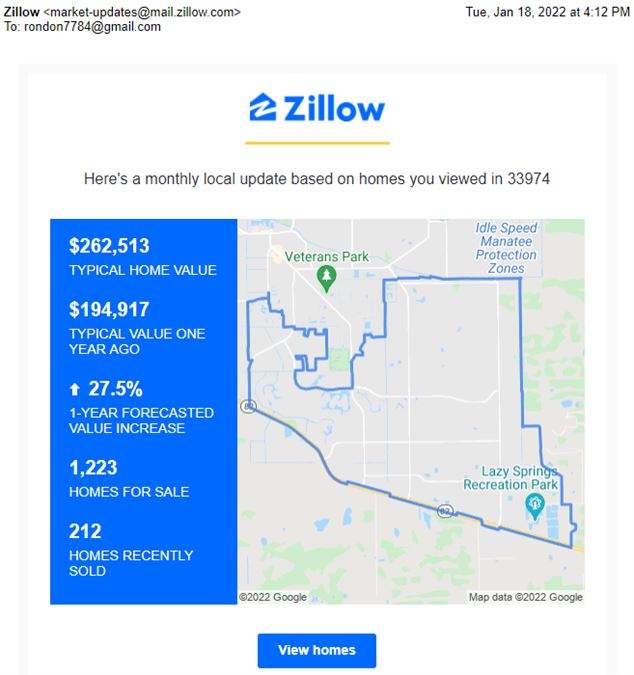 Zillow <market-updates@mail.zillow.com> Tue, Jan 18, 2022 at 4:12 PM
To: rondon7784@gmail.com
Zillow
Here's a monthly local update based on homes you viewed in 33974
$262,513
TYPICAL HOME VALUE
$194,917
TYPICAL VALUE ONE
YEAR AGO
27.5%
1-YEAR FORECASTED
VALUE INCREASE
1,223
HOMES FOR SALE
212
HOMES RECENTLY
SOLD
Idle Speed
Manatee
Protection
Zones
Veterans Park
82
Lazy Springs
Recreation Park
82
©2022 Google
Map data ©2022 Google
View homes